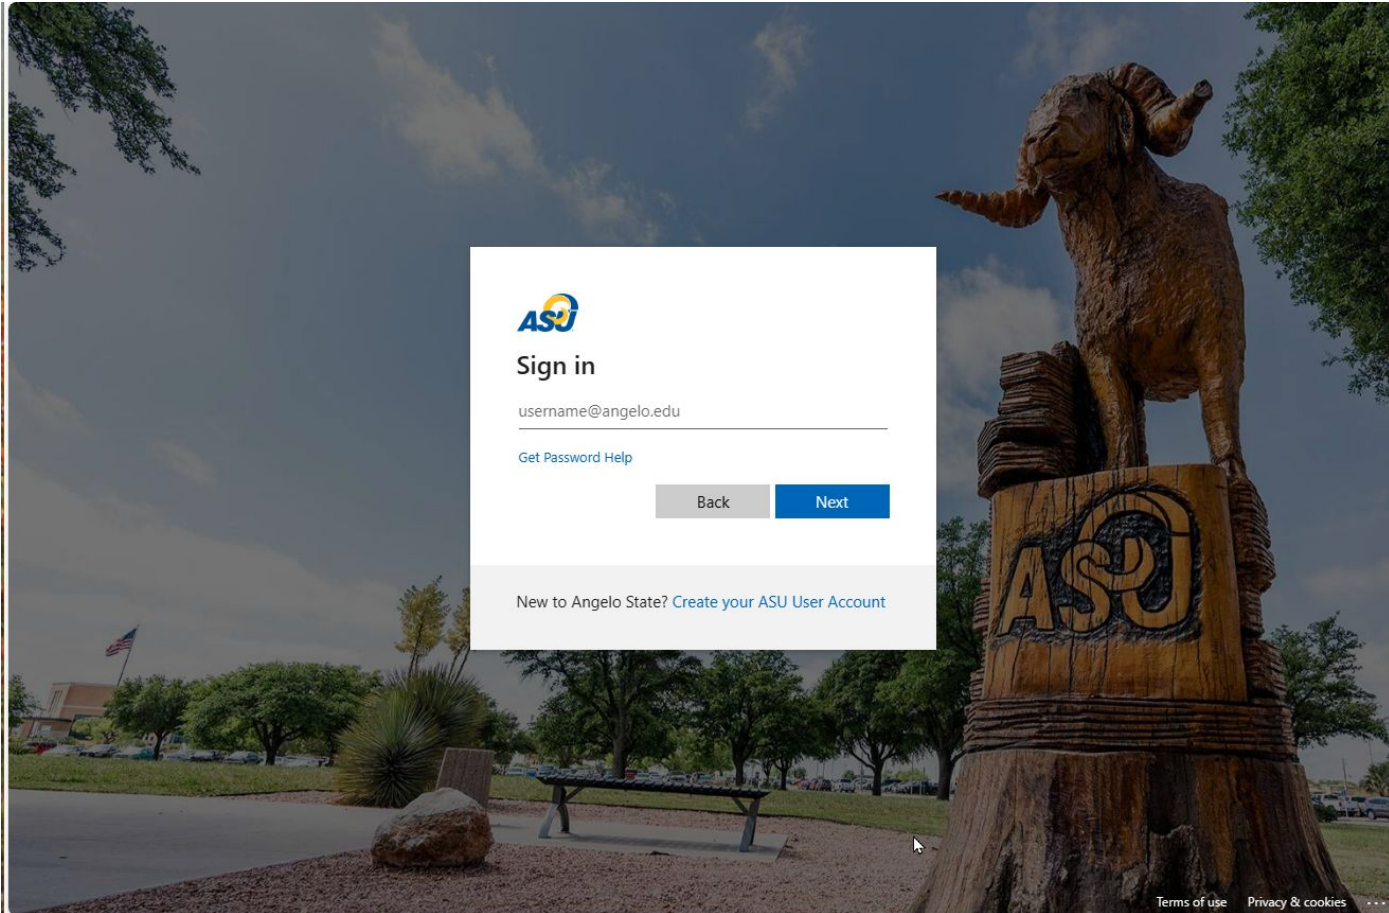 ASU
Sign in
username@angelo.edu
Get Password Help
Back
Next
New to Angelo State? Create your ASU User Account
ASU
Terms of use
Privacy & cookies
...